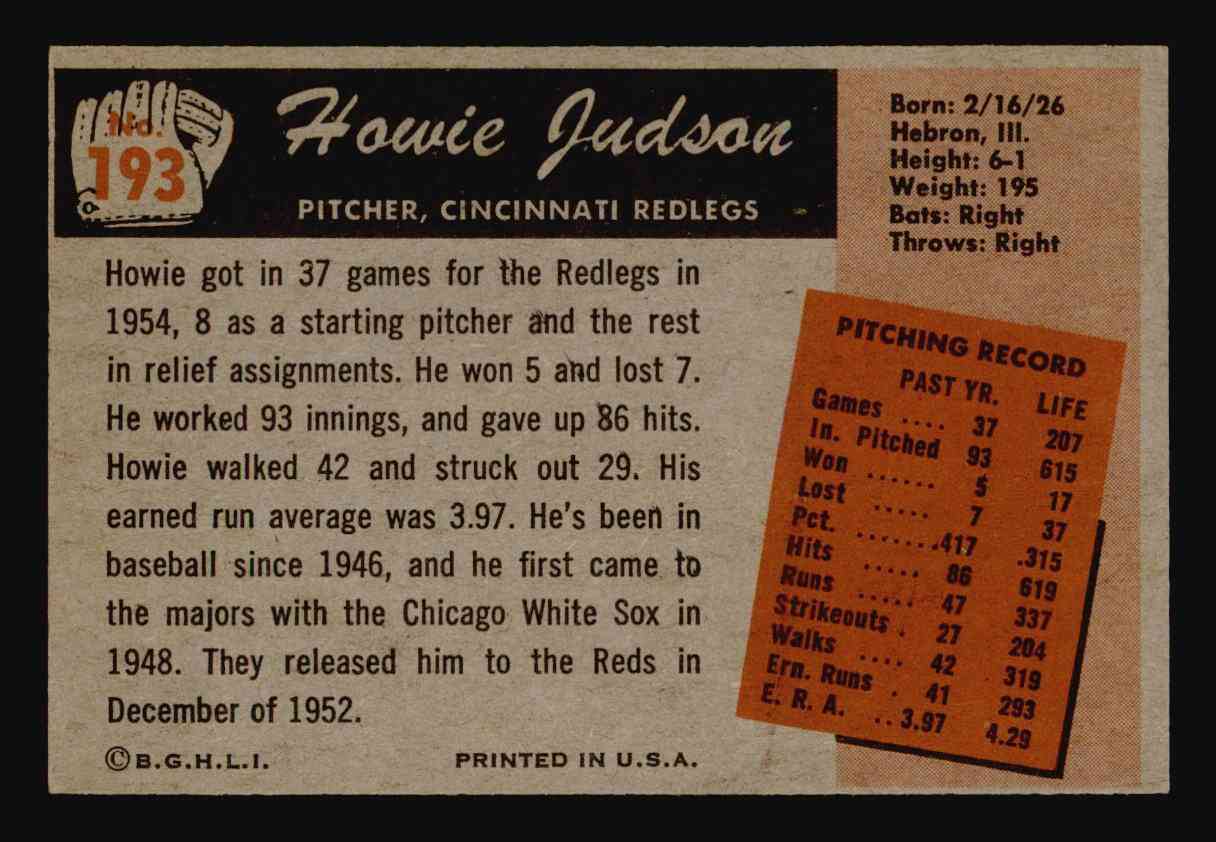 No.
193
Howie Judson
PITCHER, CINCINNATI REDLEGS
Born: 2/16/26
Hebron, Ill.
Height: 6-1
Weight: 195
Bats: Right
Throws: Right
Howie got in 37 games for the Redlegs in
1954, 8 as a starting pitcher and the rest
in relief assignments. He won 5 and lost 7.
He worked 93 innings, and gave up 86 hits.
Howie walked 42 and struck out 29. His
earned run average was 3.97. He's been in
baseball since 1946, and he first came to
the majors with the Chicago White Sox in
1948. They released him to the Reds in
December of 1952.
PITCHING RECORD
PAST YR. LIFE
Games .... 37 207
In. Pitched 93 615
Won ...... 5 17
Lost ..... 7 37
Pct. .......417 .315
Hits ..... 86 619
Runs ..... 47 337
Strikeouts . 27 204
Walks .... 42 319
Ern. Runs . 41 293
E. R. A. ..3.97 4.29
©B.G.H.L.I.
PRINTED IN U.S.A.